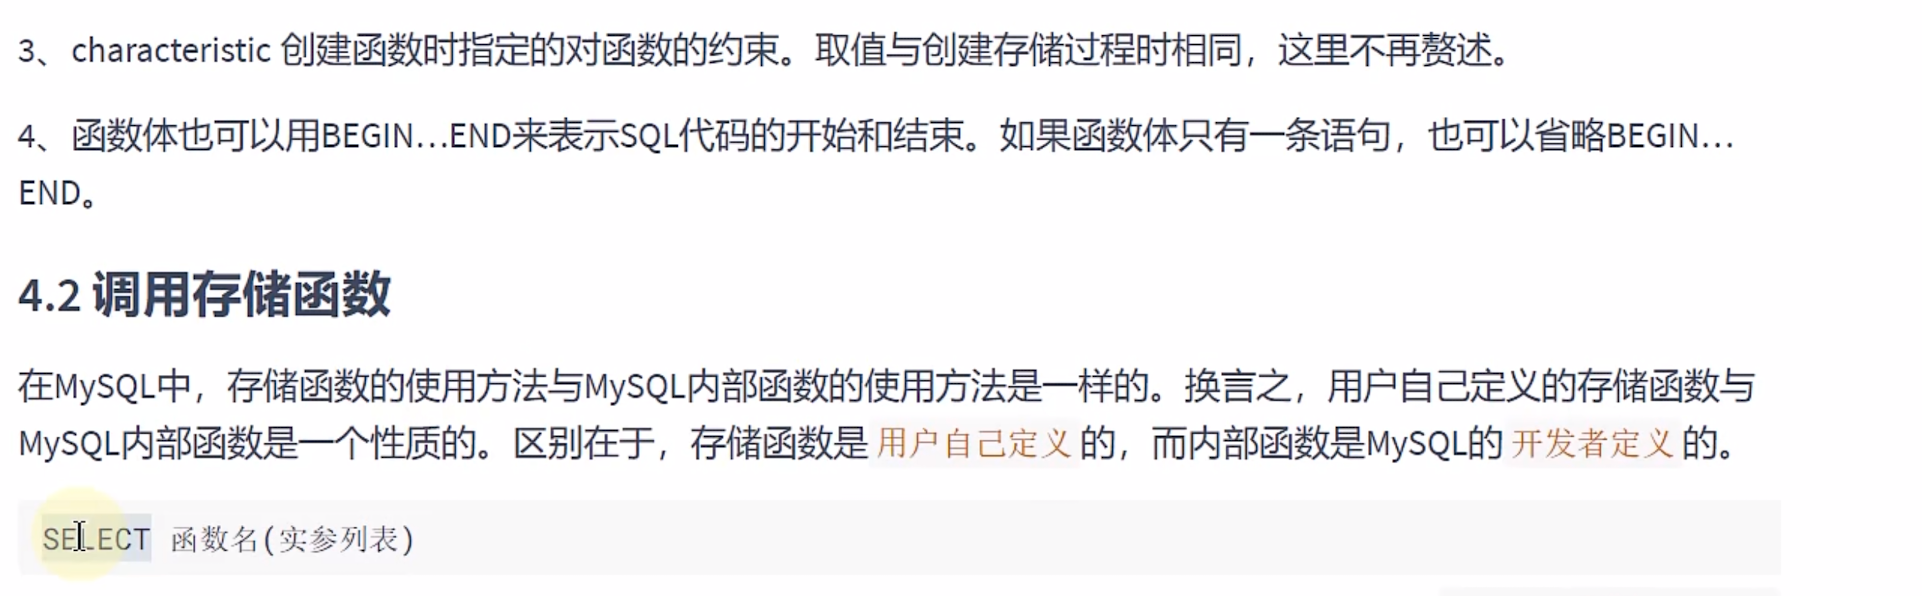 3、characteristic 创建函数时指定的对函数的约束。取值与创建存储过程时相同，这里不再赘述。
4、函数体也可以用BEGIN…END来表示SQL代码的开始和结束。如果函数体只有一条语句，也可以省略BEGIN…
END。
4.2 调用存储函数
在MySQL中，存储函数的使用方法与MySQL内部函数的使用方法是一样的。换言之，用户自己定义的存储函数与
MySQL内部函数是一个性质的。区别在于，存储函数是 用户自己定义 的，而内部函数是MySQL的 开发者定义 的。
SELECT 函数名(实参列表)